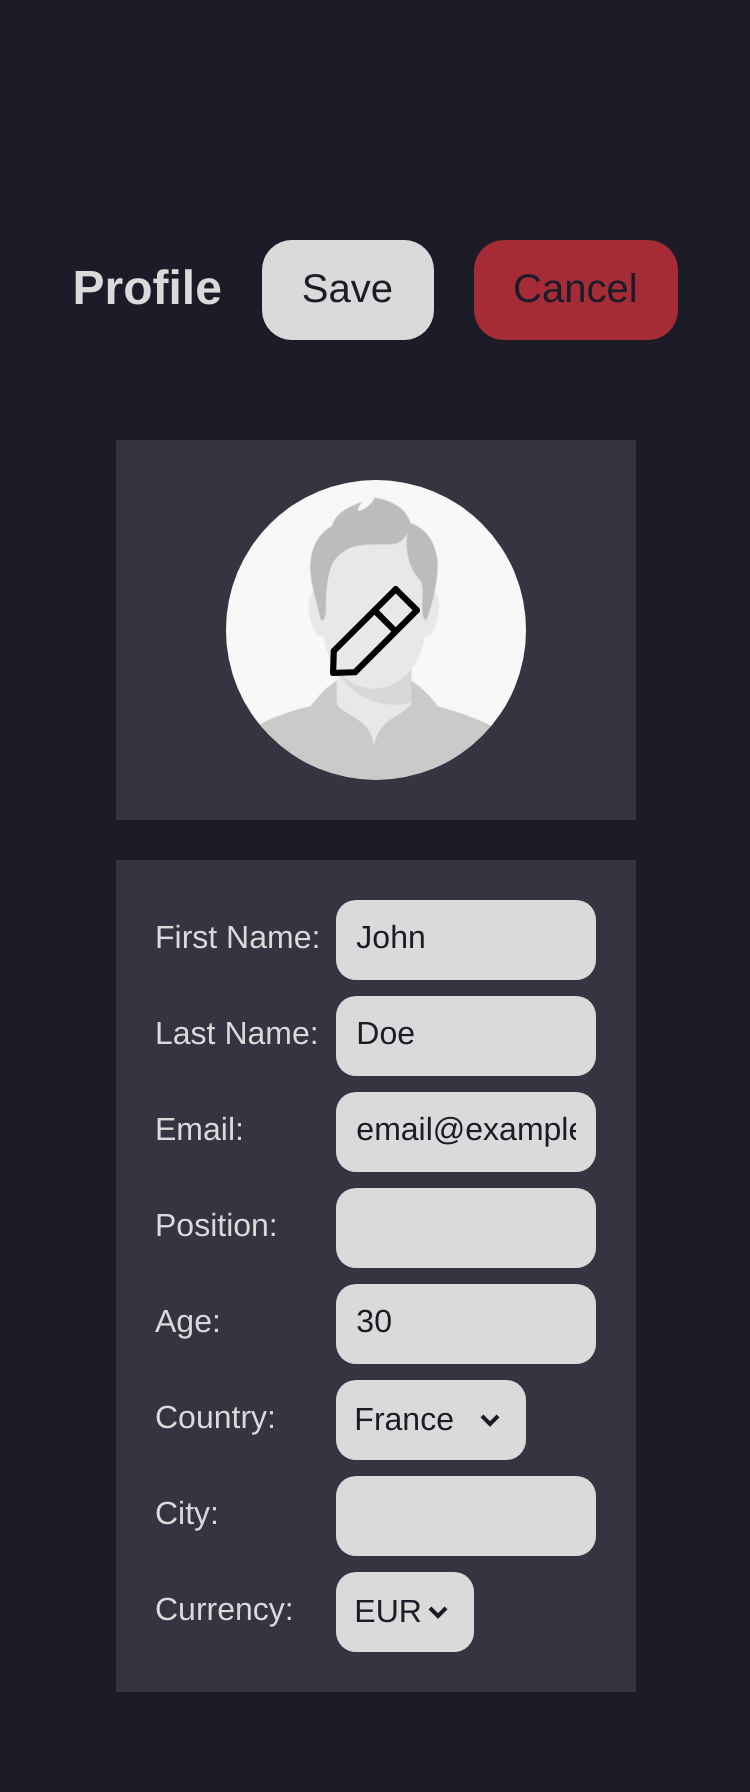 Profile Save Cancel
First Name: John
Last Name: Doe
Email: email@example
Position:
Age: 30
Country: France
City:
Currency: EUR